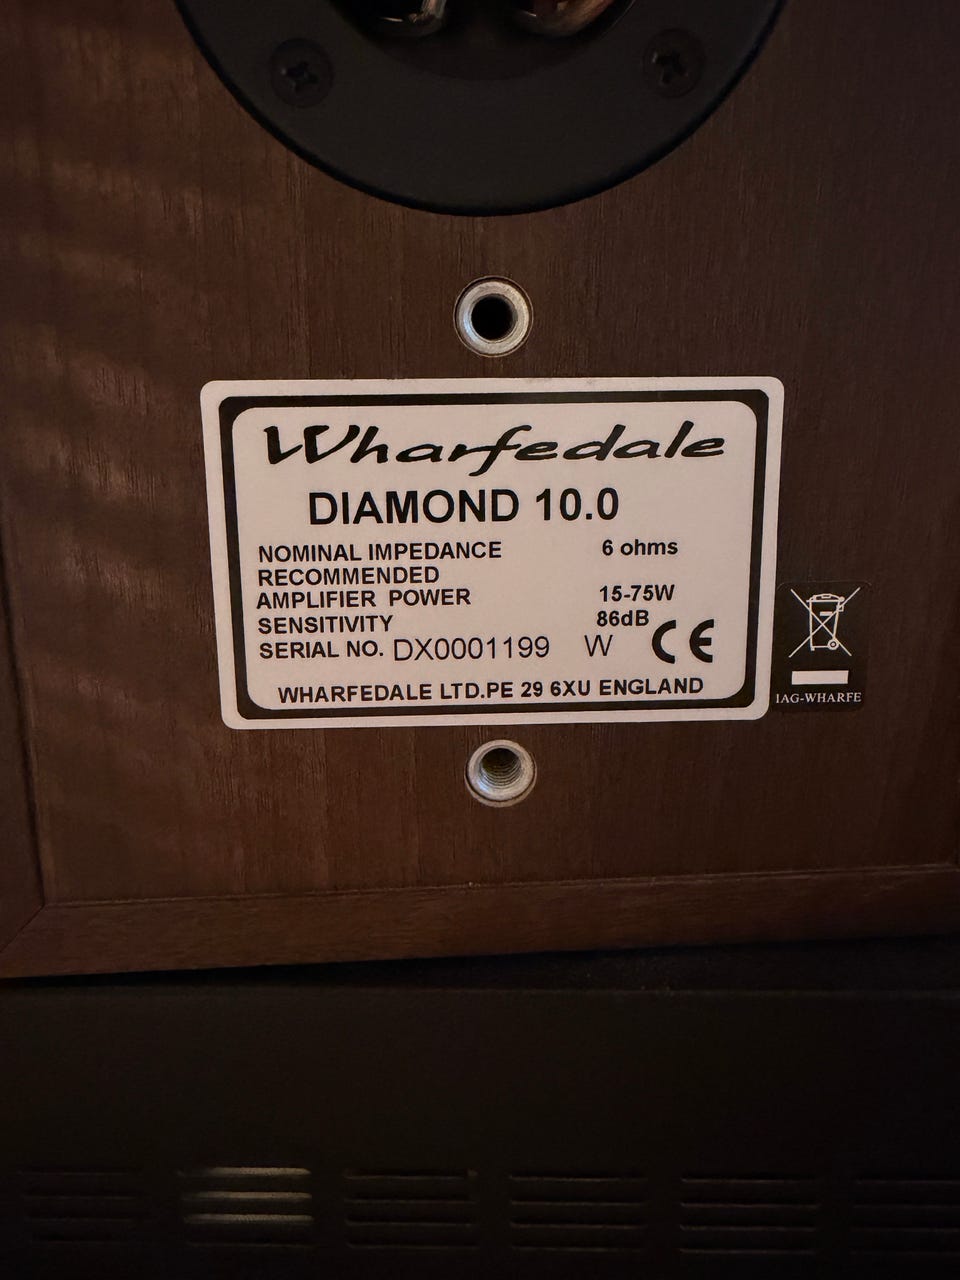 Wharfedale
DIAMOND 10.0
NOMINAL IMPEDANCE 6 ohms
RECOMMENDED
AMPLIFIER POWER 15-75W
SENSITIVITY 86dB
SERIAL NO. DX0001199 W CE
WHARFEDALE LTD.PE 29 6XU ENGLAND
IAG-WHARFE